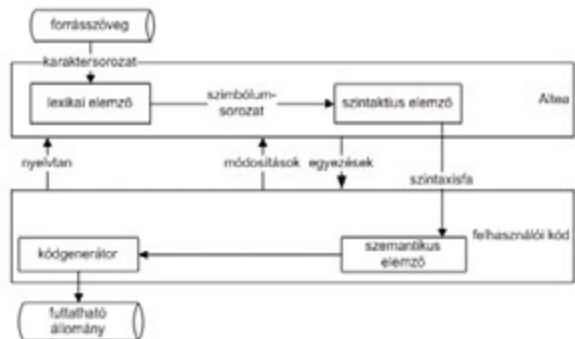 forrásszöveg
karaktersorozat
lexikai elemző
szimbólum-
sorozat
szintaktius elemző
Altea
nyelvtan
módosítások
egyezések
szintaxisfa
felhasználói kód
kódgenerátor
szemantikus
elemző
futtatható
állomány